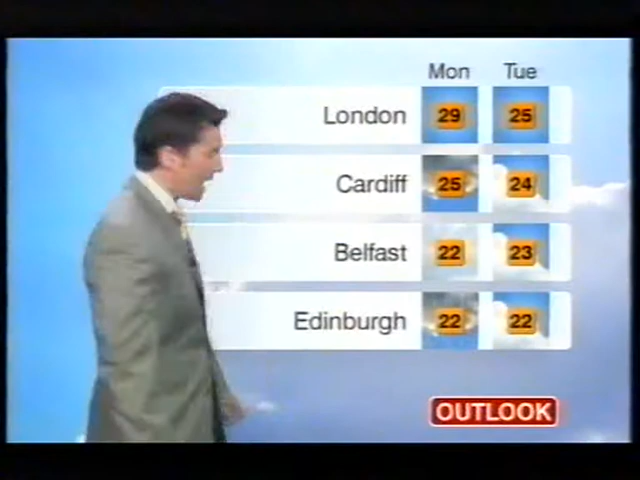 Mon Tue
London 29 25
Cardiff 25 24
Belfast 22 23
Edinburgh 22 22
OUTLOOK